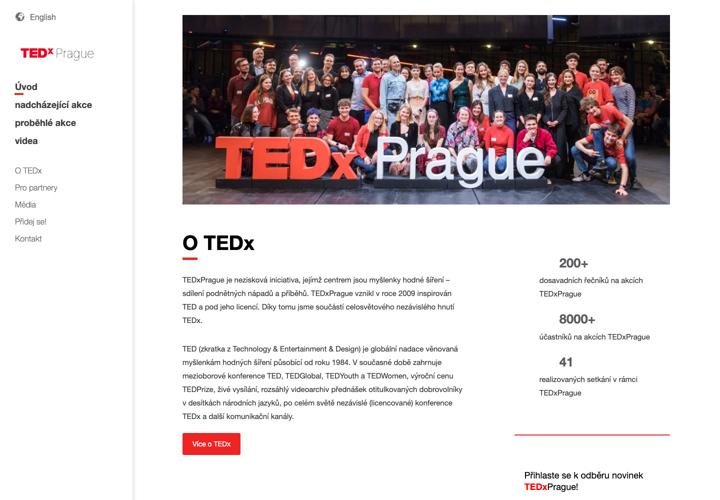 English
TEDx Prague
Úvod
nadcházející akce
proběhlé akce
videa
O TEDx
Pro partnery
Média
Přidej se!
Kontakt
TEDx Prague
O TEDx
TEDxPrague je nezisková iniciativa, jejímž centrem jsou myšlenky hodné šíření –
sdílení podnětných nápadů a příběhů. TEDxPrague vznikl v roce 2009 inspirován
TED a pod jeho licencí. Díky tomu jsme součástí celosvětového nezávislého hnutí
TEDx.
TED (zkratka z Technology & Entertainment & Design) je globální nadace věnovaná
myšlenkám hodných šíření působící od roku 1984. V současné době zahrnuje
mezioborové konference TED, TEDGlobal, TEDYouth a TEDWomen, výroční cenu
TEDPrize, živé vysílání, rozsáhlý videoarchiv přednášek otitulkovaných dobrovolníky
v desítkách národních jazyků, po celém světě nezávislé (licencované) konference
TEDx a další komunikační kanály.
Více o TEDx
200+
dosavadních řečníků na akcích
TEDxPrague
8000+
účastníků na akcích TEDxPrague
41
realizovaných setkání v rámci
TEDxPrague
Přihlaste se k odběru novinek
TEDxPrague!